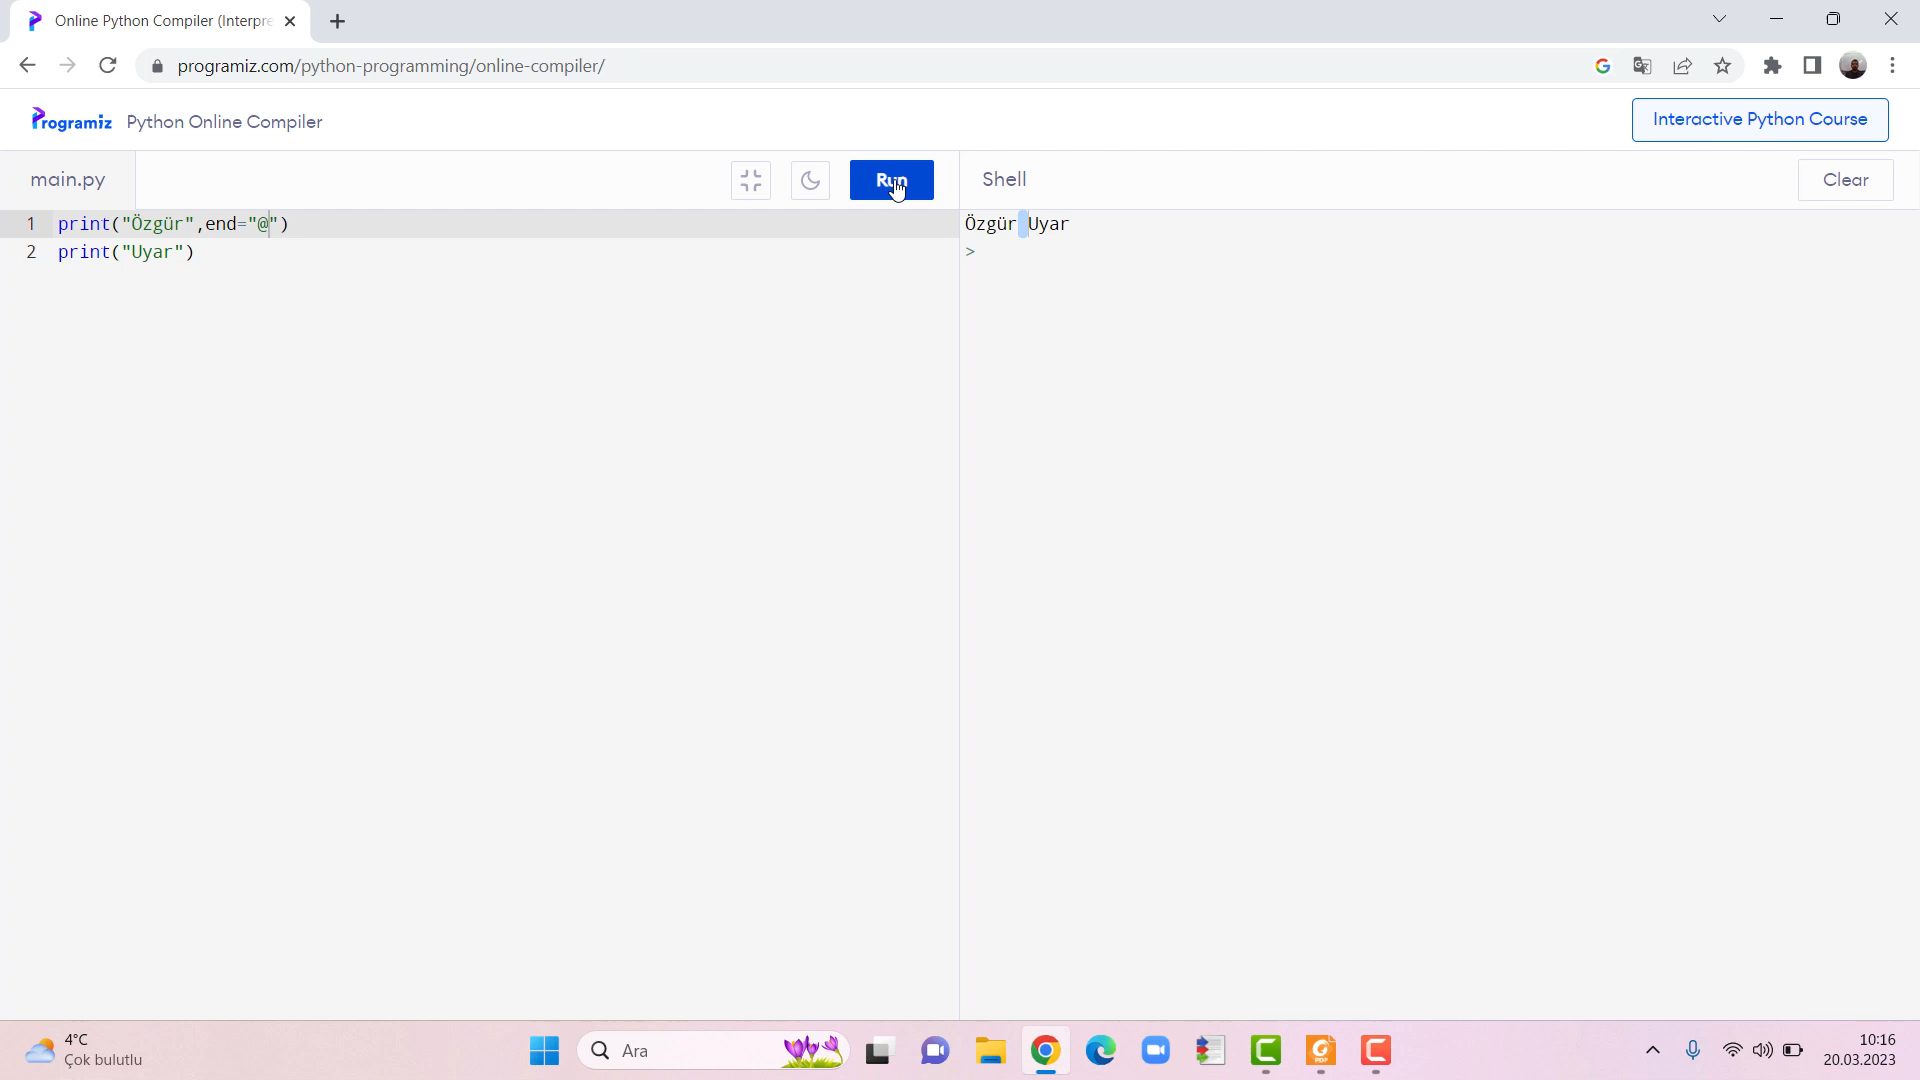 Online Python Compiler (Interpre
programiz.com/python-programming/online-compiler/
Programiz Python Online Compiler
Interactive Python Course
main.py
Run
Shell
Clear
1 print("Özgür",end="@")
2 print("Uyar")
Özgür Uyar
>
4°C
Çok bulutlu
Ara
10:16
20.03.2023